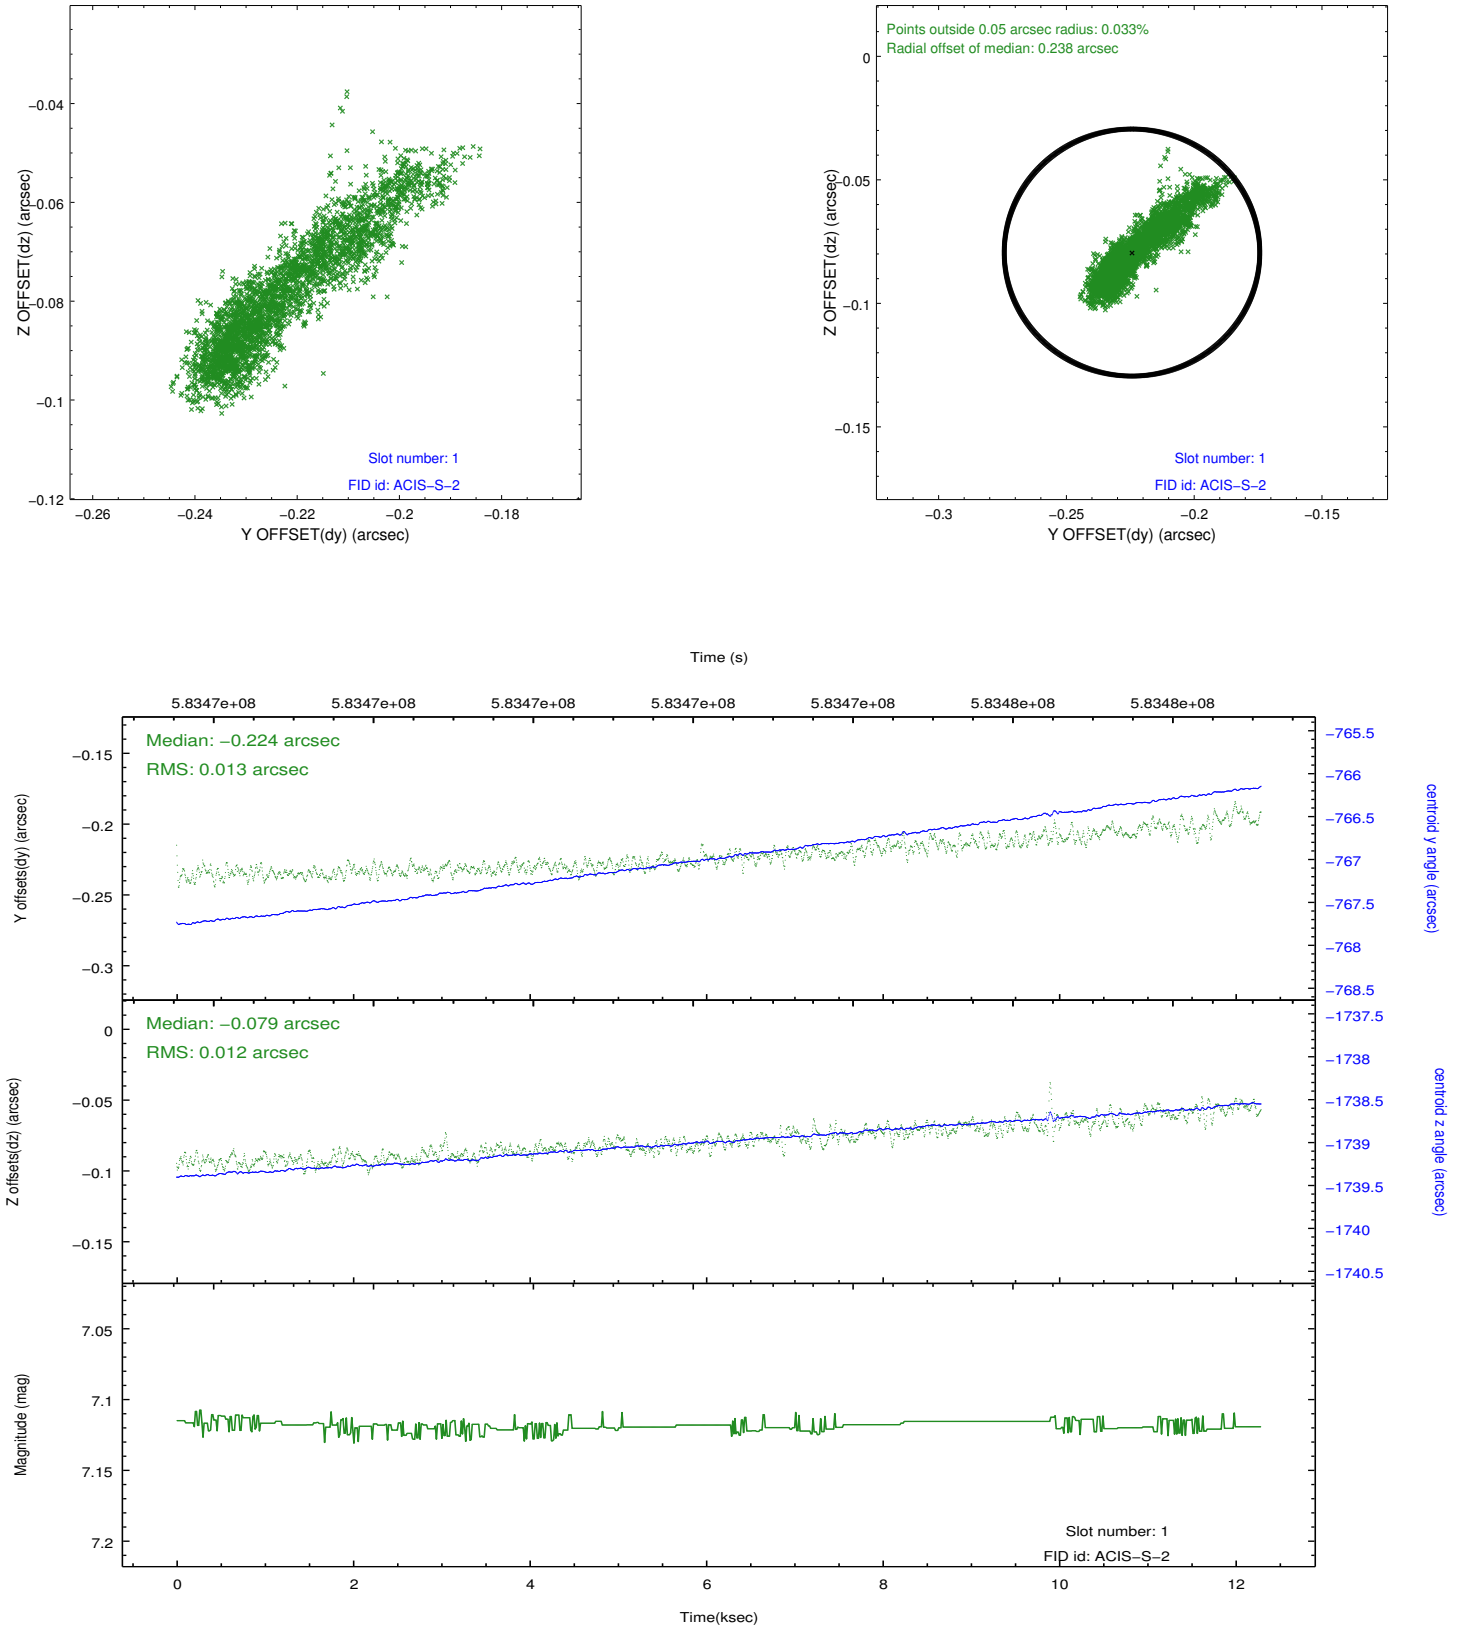 −0.04
−0.06
−0.08
−0.1
−0.12
Z OFFSET(dz) (arcsec)
Slot number: 1
FID id: ACIS−S−2
−0.26 −0.24 −0.22 −0.2 −0.18
Y OFFSET(dy) (arcsec)
Points outside 0.05 arcsec radius: 0.033%
Radial offset of median: 0.238 arcsec
0
−0.05
−0.1
−0.15
Z OFFSET(dz) (arcsec)
Slot number: 1
FID id: ACIS−S−2
−0.3 −0.25 −0.2 −0.15
Y OFFSET(dy) (arcsec)
Time (s)
5.8347e+08 5.8347e+08 5.8347e+08 5.8347e+08 5.8347e+08 5.8348e+08 5.8348e+08
Median: −0.224 arcsec
RMS: 0.013 arcsec
−0.15
−0.2
−0.25
−0.3
Y offsets(dy) (arcsec)
−765.5
−766
−766.5
−767
−767.5
−768
−768.5
centroid y angle (arcsec)
Median: −0.079 arcsec
RMS: 0.012 arcsec
0
−0.05
−0.1
−0.15
Z offsets(dz) (arcsec)
−1737.5
−1738
−1738.5
−1739
−1739.5
−1740
−1740.5
centroid z angle (arcsec)
7.05
7.1
7.15
7.2
Magnitude (mag)
Slot number: 1
FID id: ACIS−S−2
0 2 4 6 8 10 12
Time(ksec)